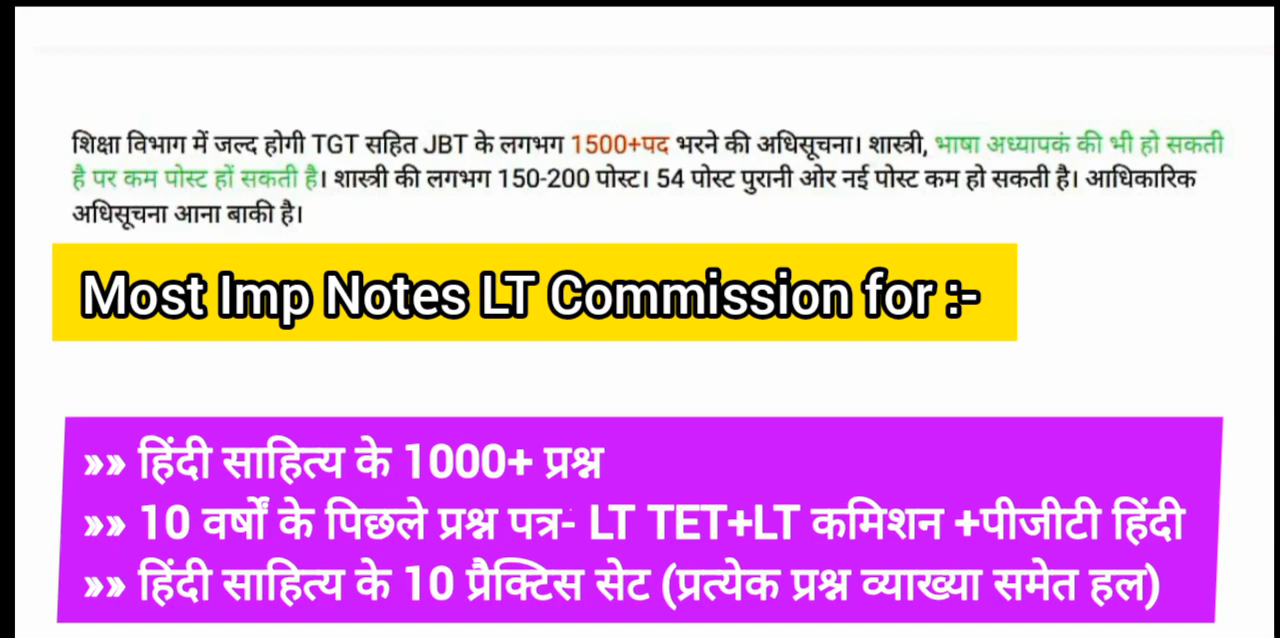 शिक्षा विभाग में जल्द होगी TGT सहित JBT के लगभग 1500+पद भरने की अधिसूचना। शास्त्री, भाषा अध्यापकं की भी हो सकती
है पर कम पोस्ट हों सकती है। शास्त्री की लगभग 150-200 पोस्ट। 54 पोस्ट पुरानी ओर नई पोस्ट कम हो सकती है। आधिकारिक
अधिसूचना आना बाकी है।
Most Imp Notes LT Commission for :-
»» हिंदी साहित्य के 1000+ प्रश्न
»» 10 वर्षों के पिछले प्रश्न पत्र- LT TET+LT कमिशन +पीजीटी हिंदी
»» हिंदी साहित्य के 10 प्रैक्टिस सेट (प्रत्येक प्रश्न व्याख्या समेत हल)